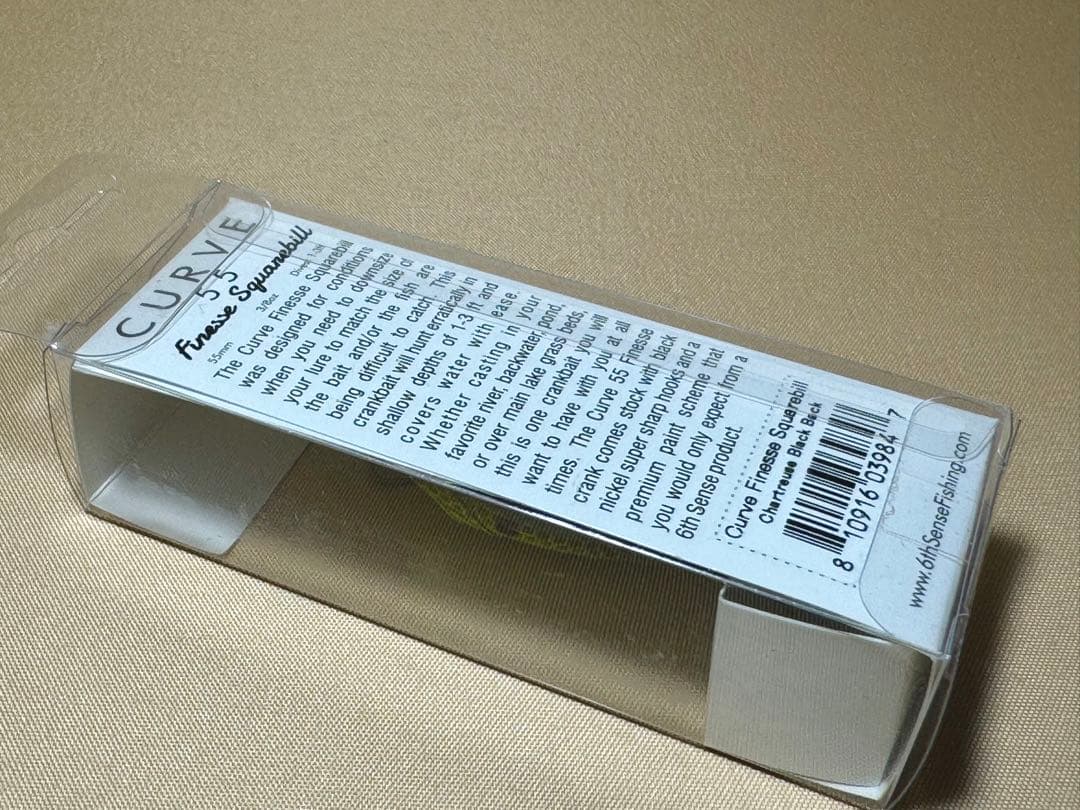 CURVE
55
Finesse Squarebill
55mm 3/8oz Dives: 1-3ft
The Curve Finesse Squarebill
was designed for conditions
when you need to downsize
your lure to match the size of
the bait and/or the fish are
being difficult to catch. This
crankbait will hunt erratically in
shallow depths of 1-3 ft and
covers water with ease.
Whether casting in your
favorite river backwater, pond,
or over main lake grass beds,
this is one crankbait you will
want to have with you at all
times. The Curve 55 Finesse
crank comes stock with black
nickel super sharp hooks and a
premium paint scheme that
you would only expect from a
6th Sense product.
Curve Finesse Squarebill
Chartreuse Black Back
8 10916 03984 7
www.6thSenseFishing.com